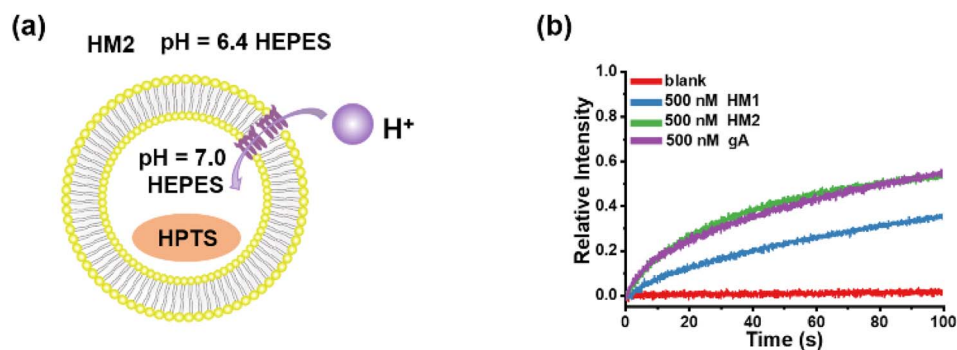 (a)
HM2 pH = 6.4 HEPES
H⁺
pH = 7.0
HEPES
HPTS
(b)
Relative Intensity
1.0
0.8
0.6
0.4
0.2
0.0
blank
500 nM HM1
500 nM HM2
500 nM gA
0 20 40 60 80 100
Time (s)